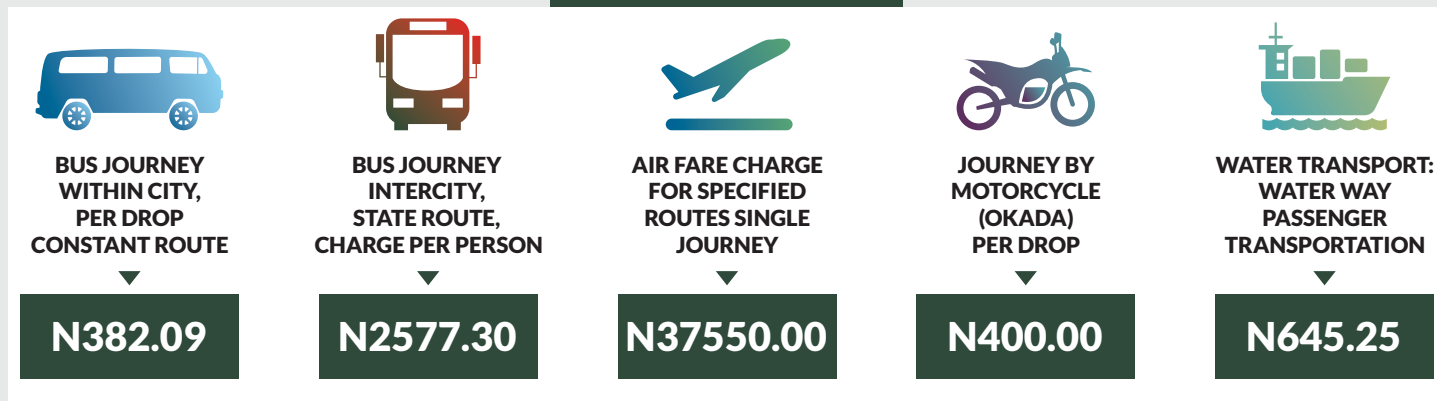 BUS JOURNEY
WITHIN CITY,
PER DROP
CONSTANT ROUTE
N382.09
BUS JOURNEY
INTERCITY,
STATE ROUTE,
CHARGE PER PERSON
N2577.30
AIR FARE CHARGE
FOR SPECIFIED
ROUTES SINGLE
JOURNEY
N37550.00
JOURNEY BY
MOTORCYCLE
(OKADA)
PER DROP
N400.00
WATER TRANSPORT:
WATER WAY
PASSENGER
TRANSPORTATION
N645.25